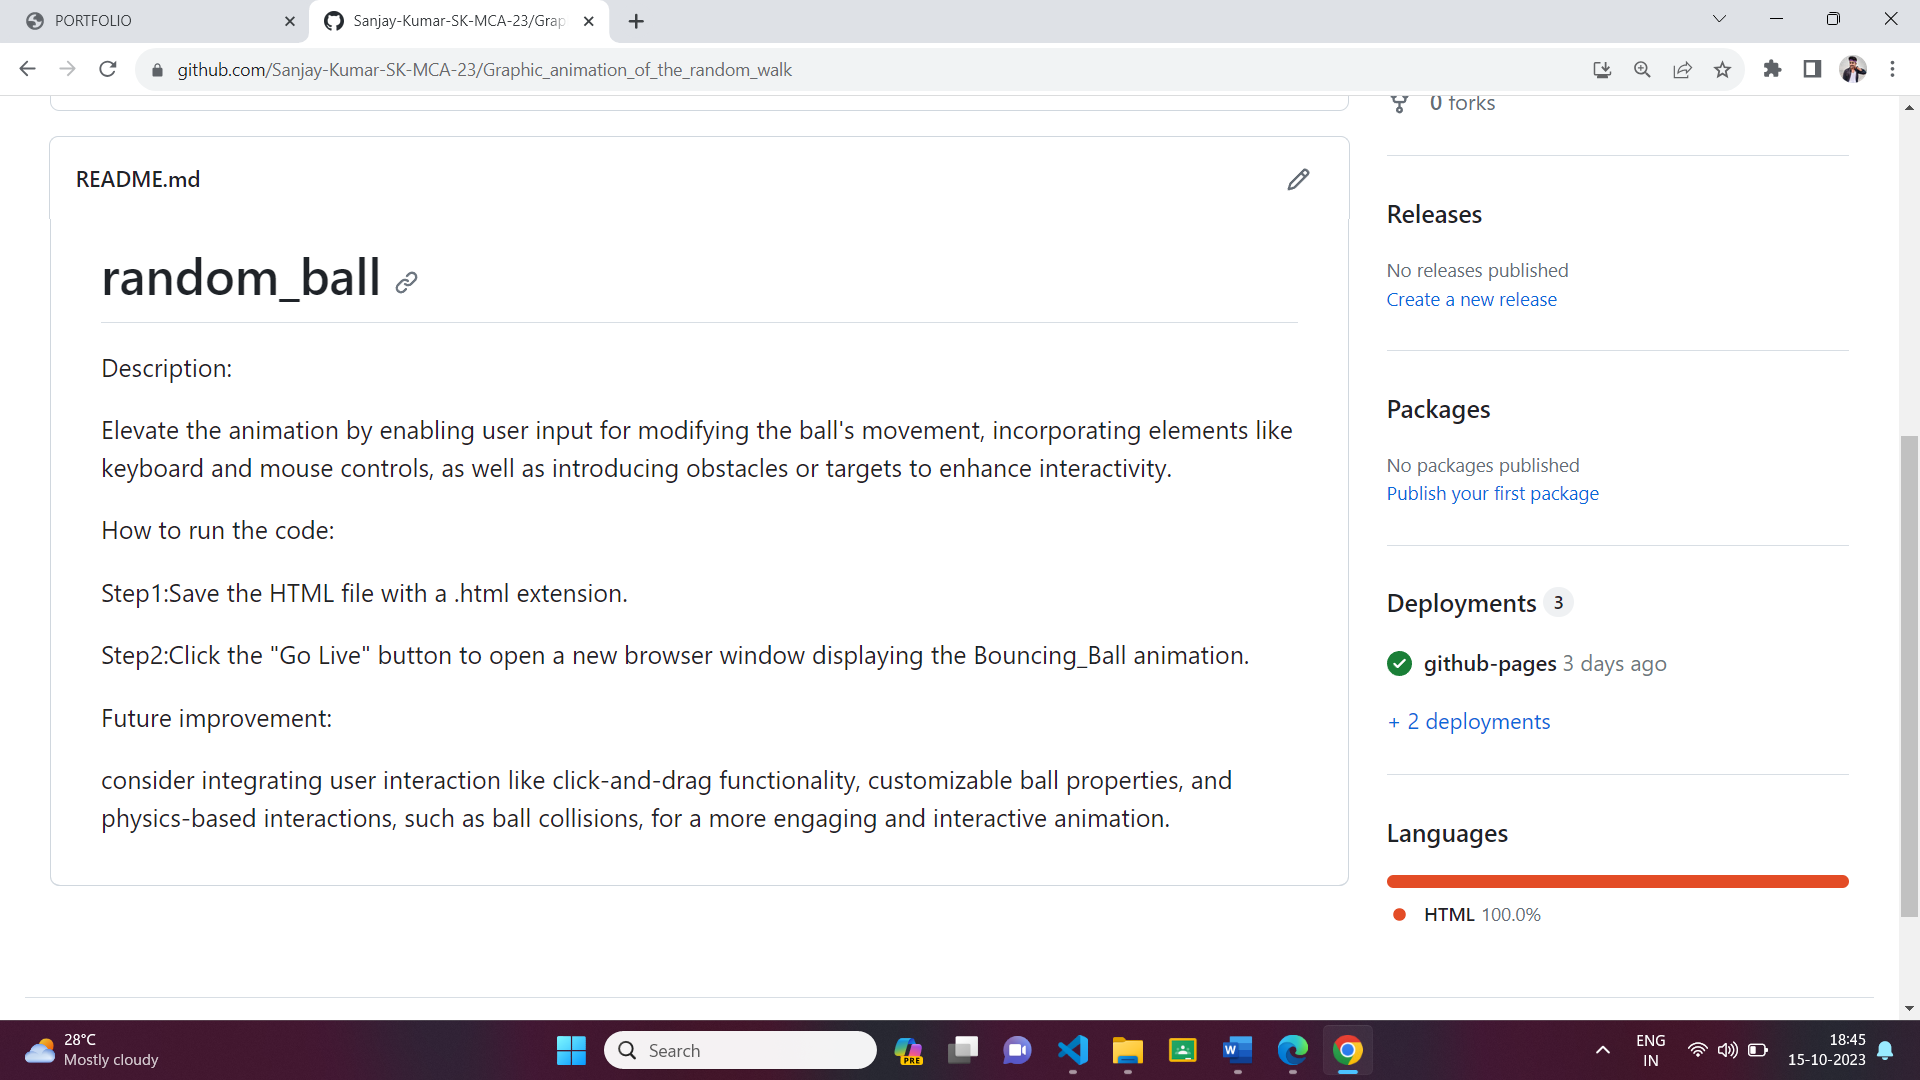 PORTFOLIO
Sanjay-Kumar-SK-MCA-23/Grap
github.com/Sanjay-Kumar-SK-MCA-23/Graphic_animation_of_the_random_walk
0 forks
README.md
random_ball
Description:
Elevate the animation by enabling user input for modifying the ball's movement, incorporating elements like
keyboard and mouse controls, as well as introducing obstacles or targets to enhance interactivity.
How to run the code:
Step1:Save the HTML file with a .html extension.
Step2:Click the "Go Live" button to open a new browser window displaying the Bouncing_Ball animation.
Future improvement:
consider integrating user interaction like click-and-drag functionality, customizable ball properties, and
physics-based interactions, such as ball collisions, for a more engaging and interactive animation.
Releases
No releases published
Create a new release
Packages
No packages published
Publish your first package
Deployments 3
github-pages 3 days ago
+ 2 deployments
Languages
HTML 100.0%
28°C
Mostly cloudy
Search
PRE
W
ENG
IN
18:45
15-10-2023